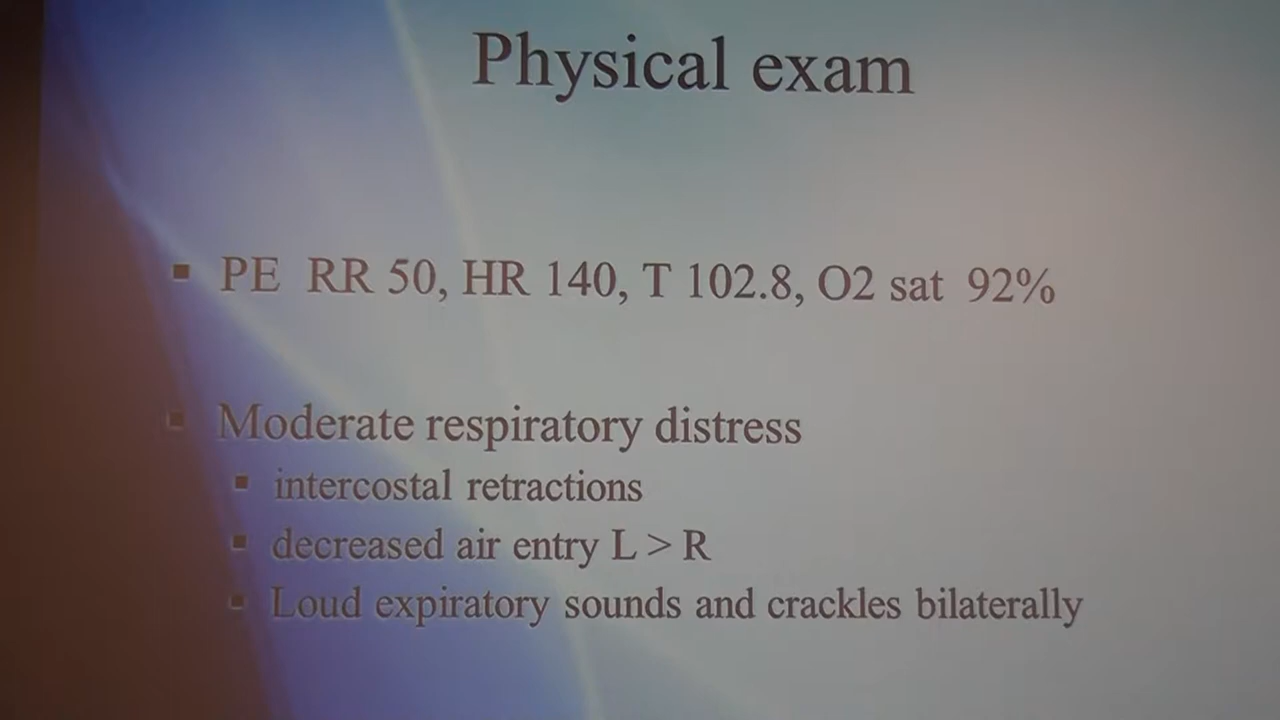 Physical exam
▪ PE RR 50, HR 140, T 102.8, O2 sat 92%
▪ Moderate respiratory distress
▪ intercostal retractions
▪ decreased air entry L > R
▪ Loud expiratory sounds and crackles bilaterally